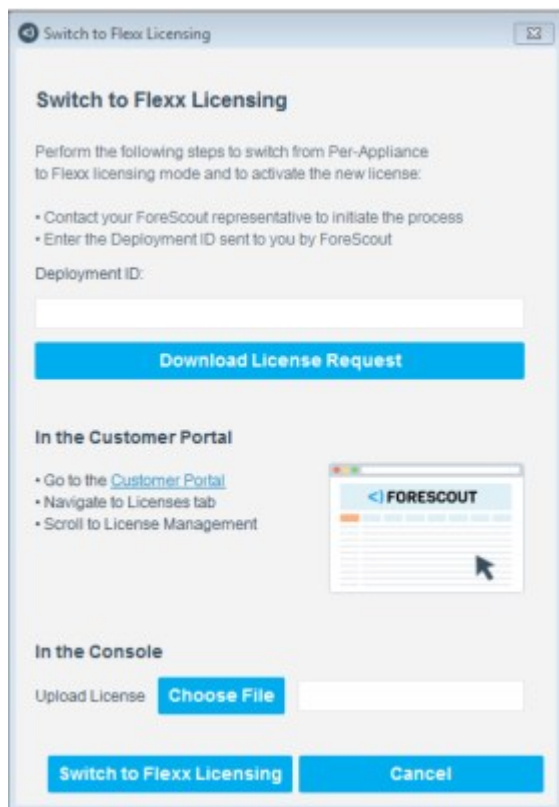 Switch to Flexx Licensing
Switch to Flexx Licensing
Perform the following steps to switch from Per-Appliance
to Flexx licensing mode and to activate the new license:
• Contact your ForeScout representative to initiate the process
• Enter the Deployment ID sent to you by ForeScout
Deployment ID:
Download License Request
In the Customer Portal
• Go to the Customer Portal
• Navigate to Licenses tab
• Scroll to License Management
FORESCOUT
In the Console
Upload License Choose File
Switch to Flexx Licensing Cancel